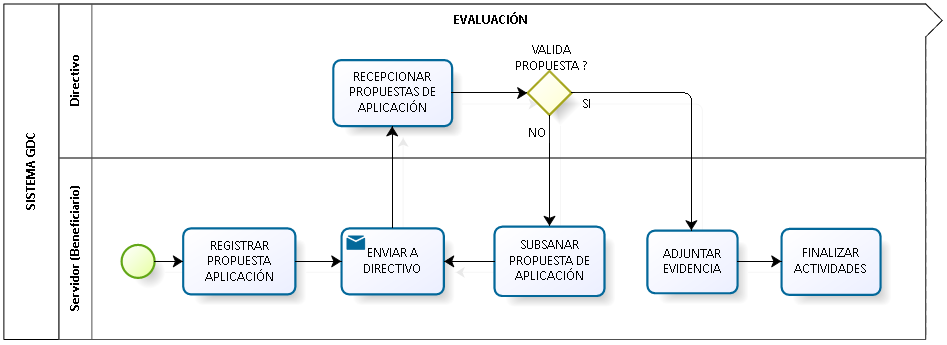 EVALUACIÓN
SISTEMA GDC
Directivo
RECEPCIONAR
PROPUESTAS DE
APLICACIÓN
VALIDA
PROPUESTA ?
SI
NO
Servidor (Beneficiario)
REGISTRAR
PROPUESTA
APLICACIÓN
ENVIAR A
DIRECTIVO
SUBSANAR
PROPUESTA DE
APLICACIÓN
ADJUNTAR
EVIDENCIA
FINALIZAR
ACTIVIDADES